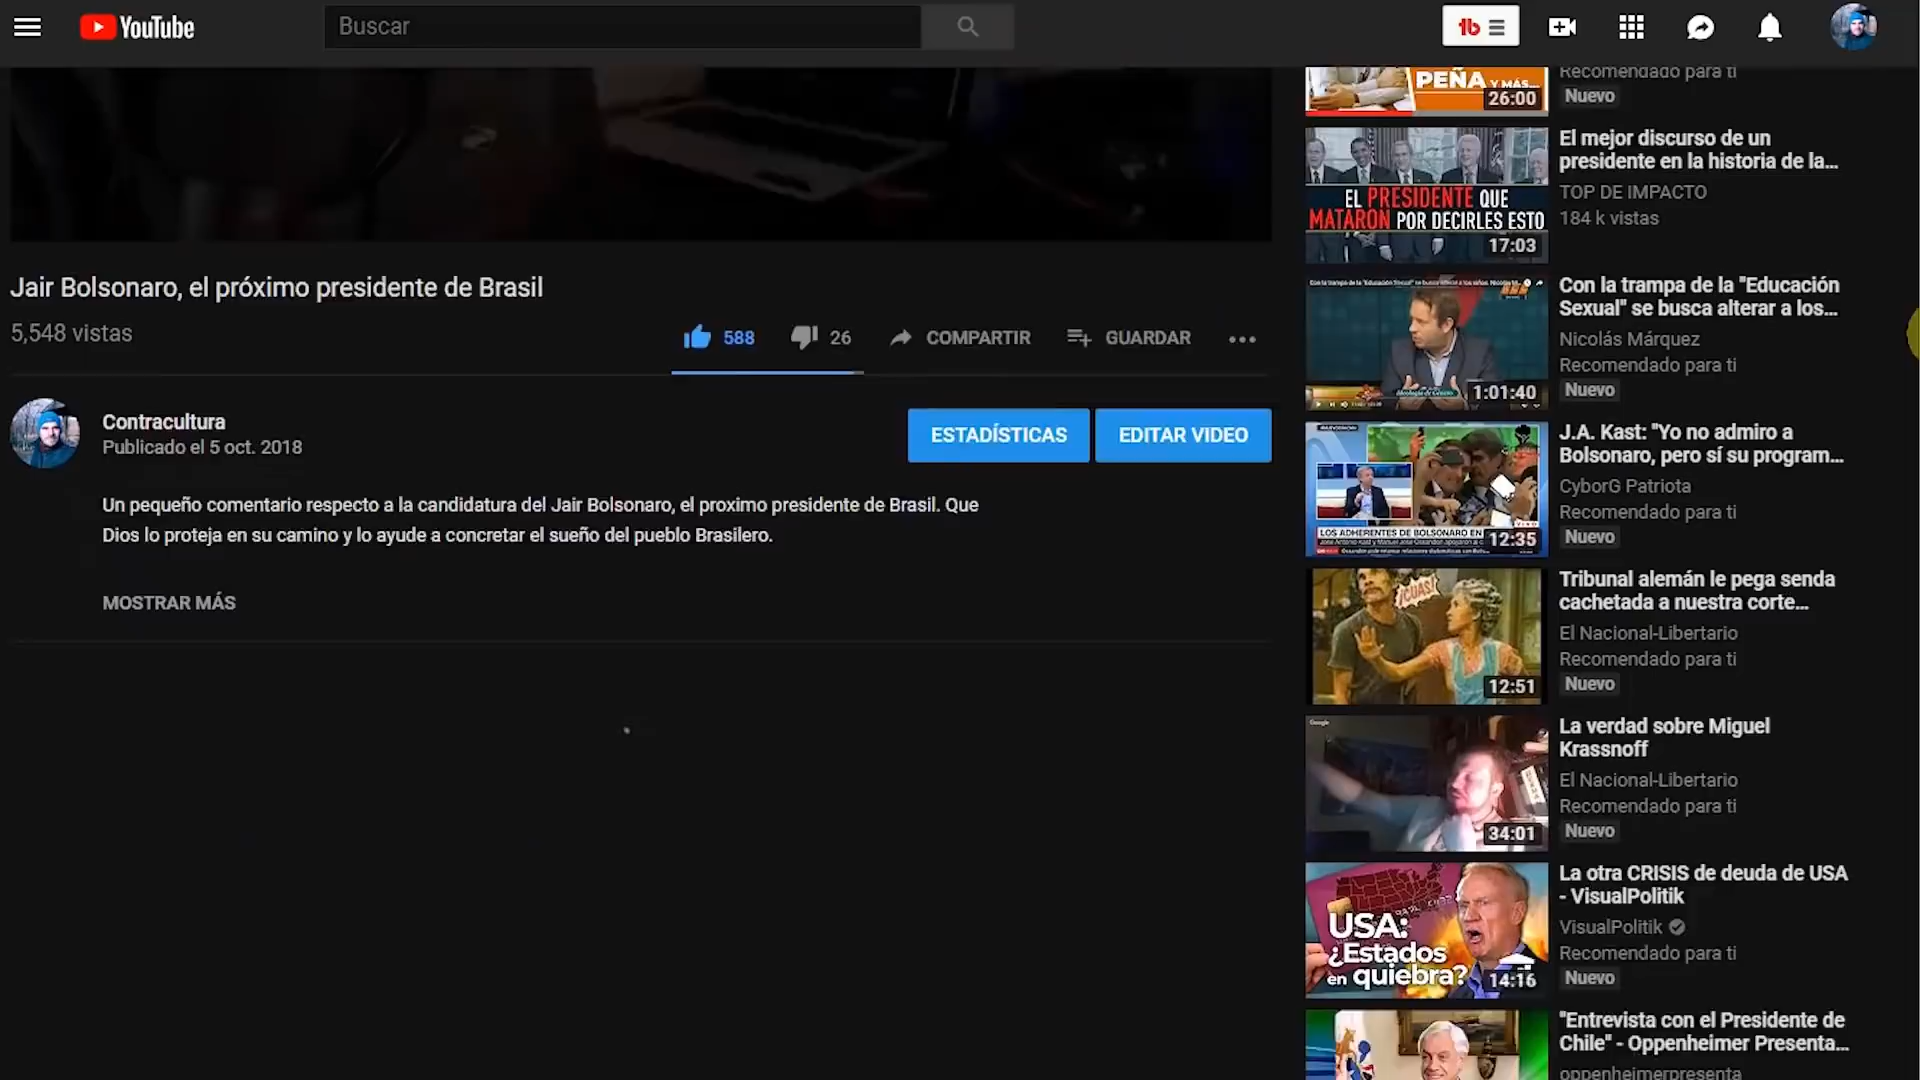 YouTube
Buscar
Jair Bolsonaro, el próximo presidente de Brasil
5,548 vistas
588
26
COMPARTIR
GUARDAR
Contracultura
Publicado el 5 oct. 2018
ESTADÍSTICAS
EDITAR VIDEO
Un pequeño comentario respecto a la candidatura del Jair Bolsonaro, el proximo presidente de Brasil. Que
Dios lo proteja en su camino y lo ayude a concretar el sueño del pueblo Brasilero.
MOSTRAR MÁS
PEÑA Y MÁS...
26:00
Recomendado para ti
Nuevo
EL PRESIDENTE QUE
MATARON POR DECIRLES ESTO
17:03
El mejor discurso de un
presidente en la historia de la...
TOP DE IMPACTO
184 k vistas
1:01:40
Con la trampa de la "Educación
Sexual" se busca alterar a los...
Nicolás Márquez
Recomendado para ti
Nuevo
LOS ADHERENTES DE BOLSONARO EN
12:35
J.A. Kast: "Yo no admiro a
Bolsonaro, pero sí su program...
CyborG Patriota
Recomendado para ti
Nuevo
¡CUAS!
12:51
Tribunal alemán le pega senda
cachetada a nuestra corte...
El Nacional-Libertario
Recomendado para ti
Nuevo
Google
34:01
La verdad sobre Miguel
Krassnoff
El Nacional-Libertario
Recomendado para ti
Nuevo
USA:
¿Estados
en quiebra?
14:16
La otra CRISIS de deuda de USA
- VisualPolitik
VisualPolitik
Recomendado para ti
Nuevo
"Entrevista con el Presidente de
Chile" - Oppenheimer Presenta...
oppenheimerpresenta